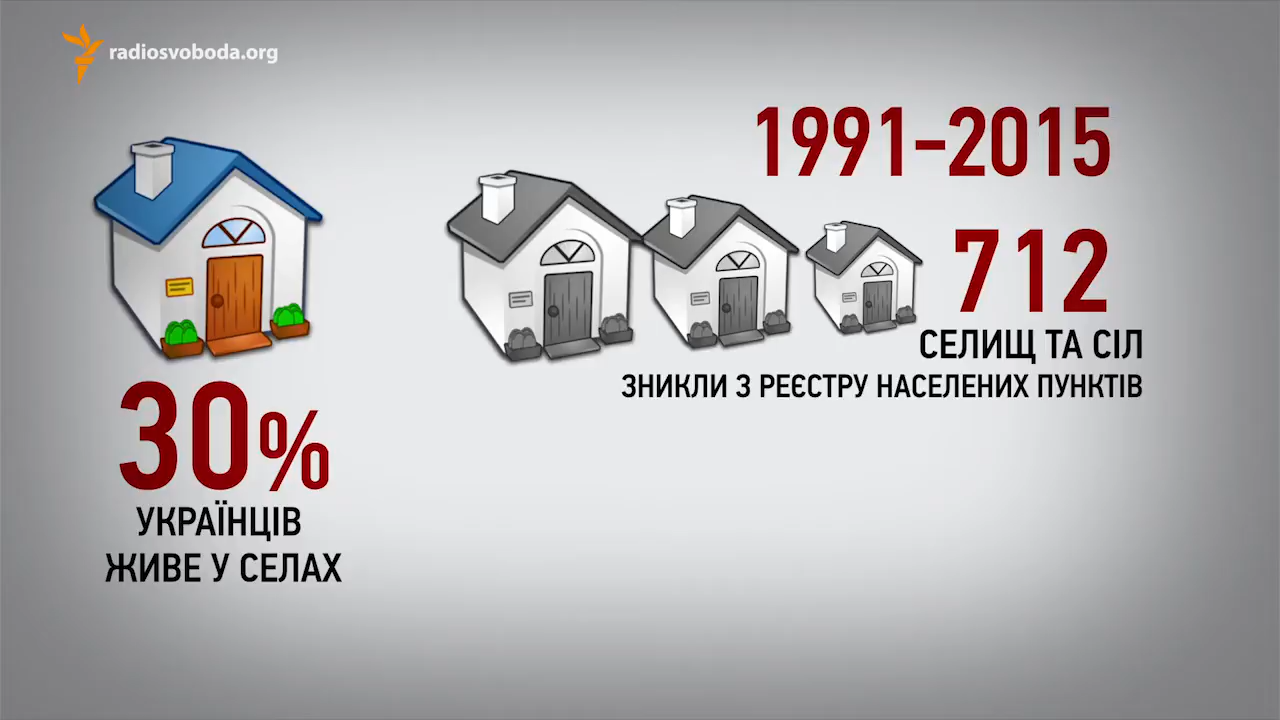 radiosvoboda.org
30%
УКРАЇНЦІВ
ЖИВЕ У СЕЛАХ
1991-2015
712
СЕЛИЩ ТА СІЛ
ЗНИКЛИ З РЕЄСТРУ НАСЕЛЕНИХ ПУНКТІВ